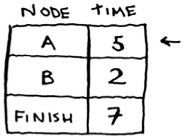 NODE TIME
A 5 ←
B 2
FINISH 7